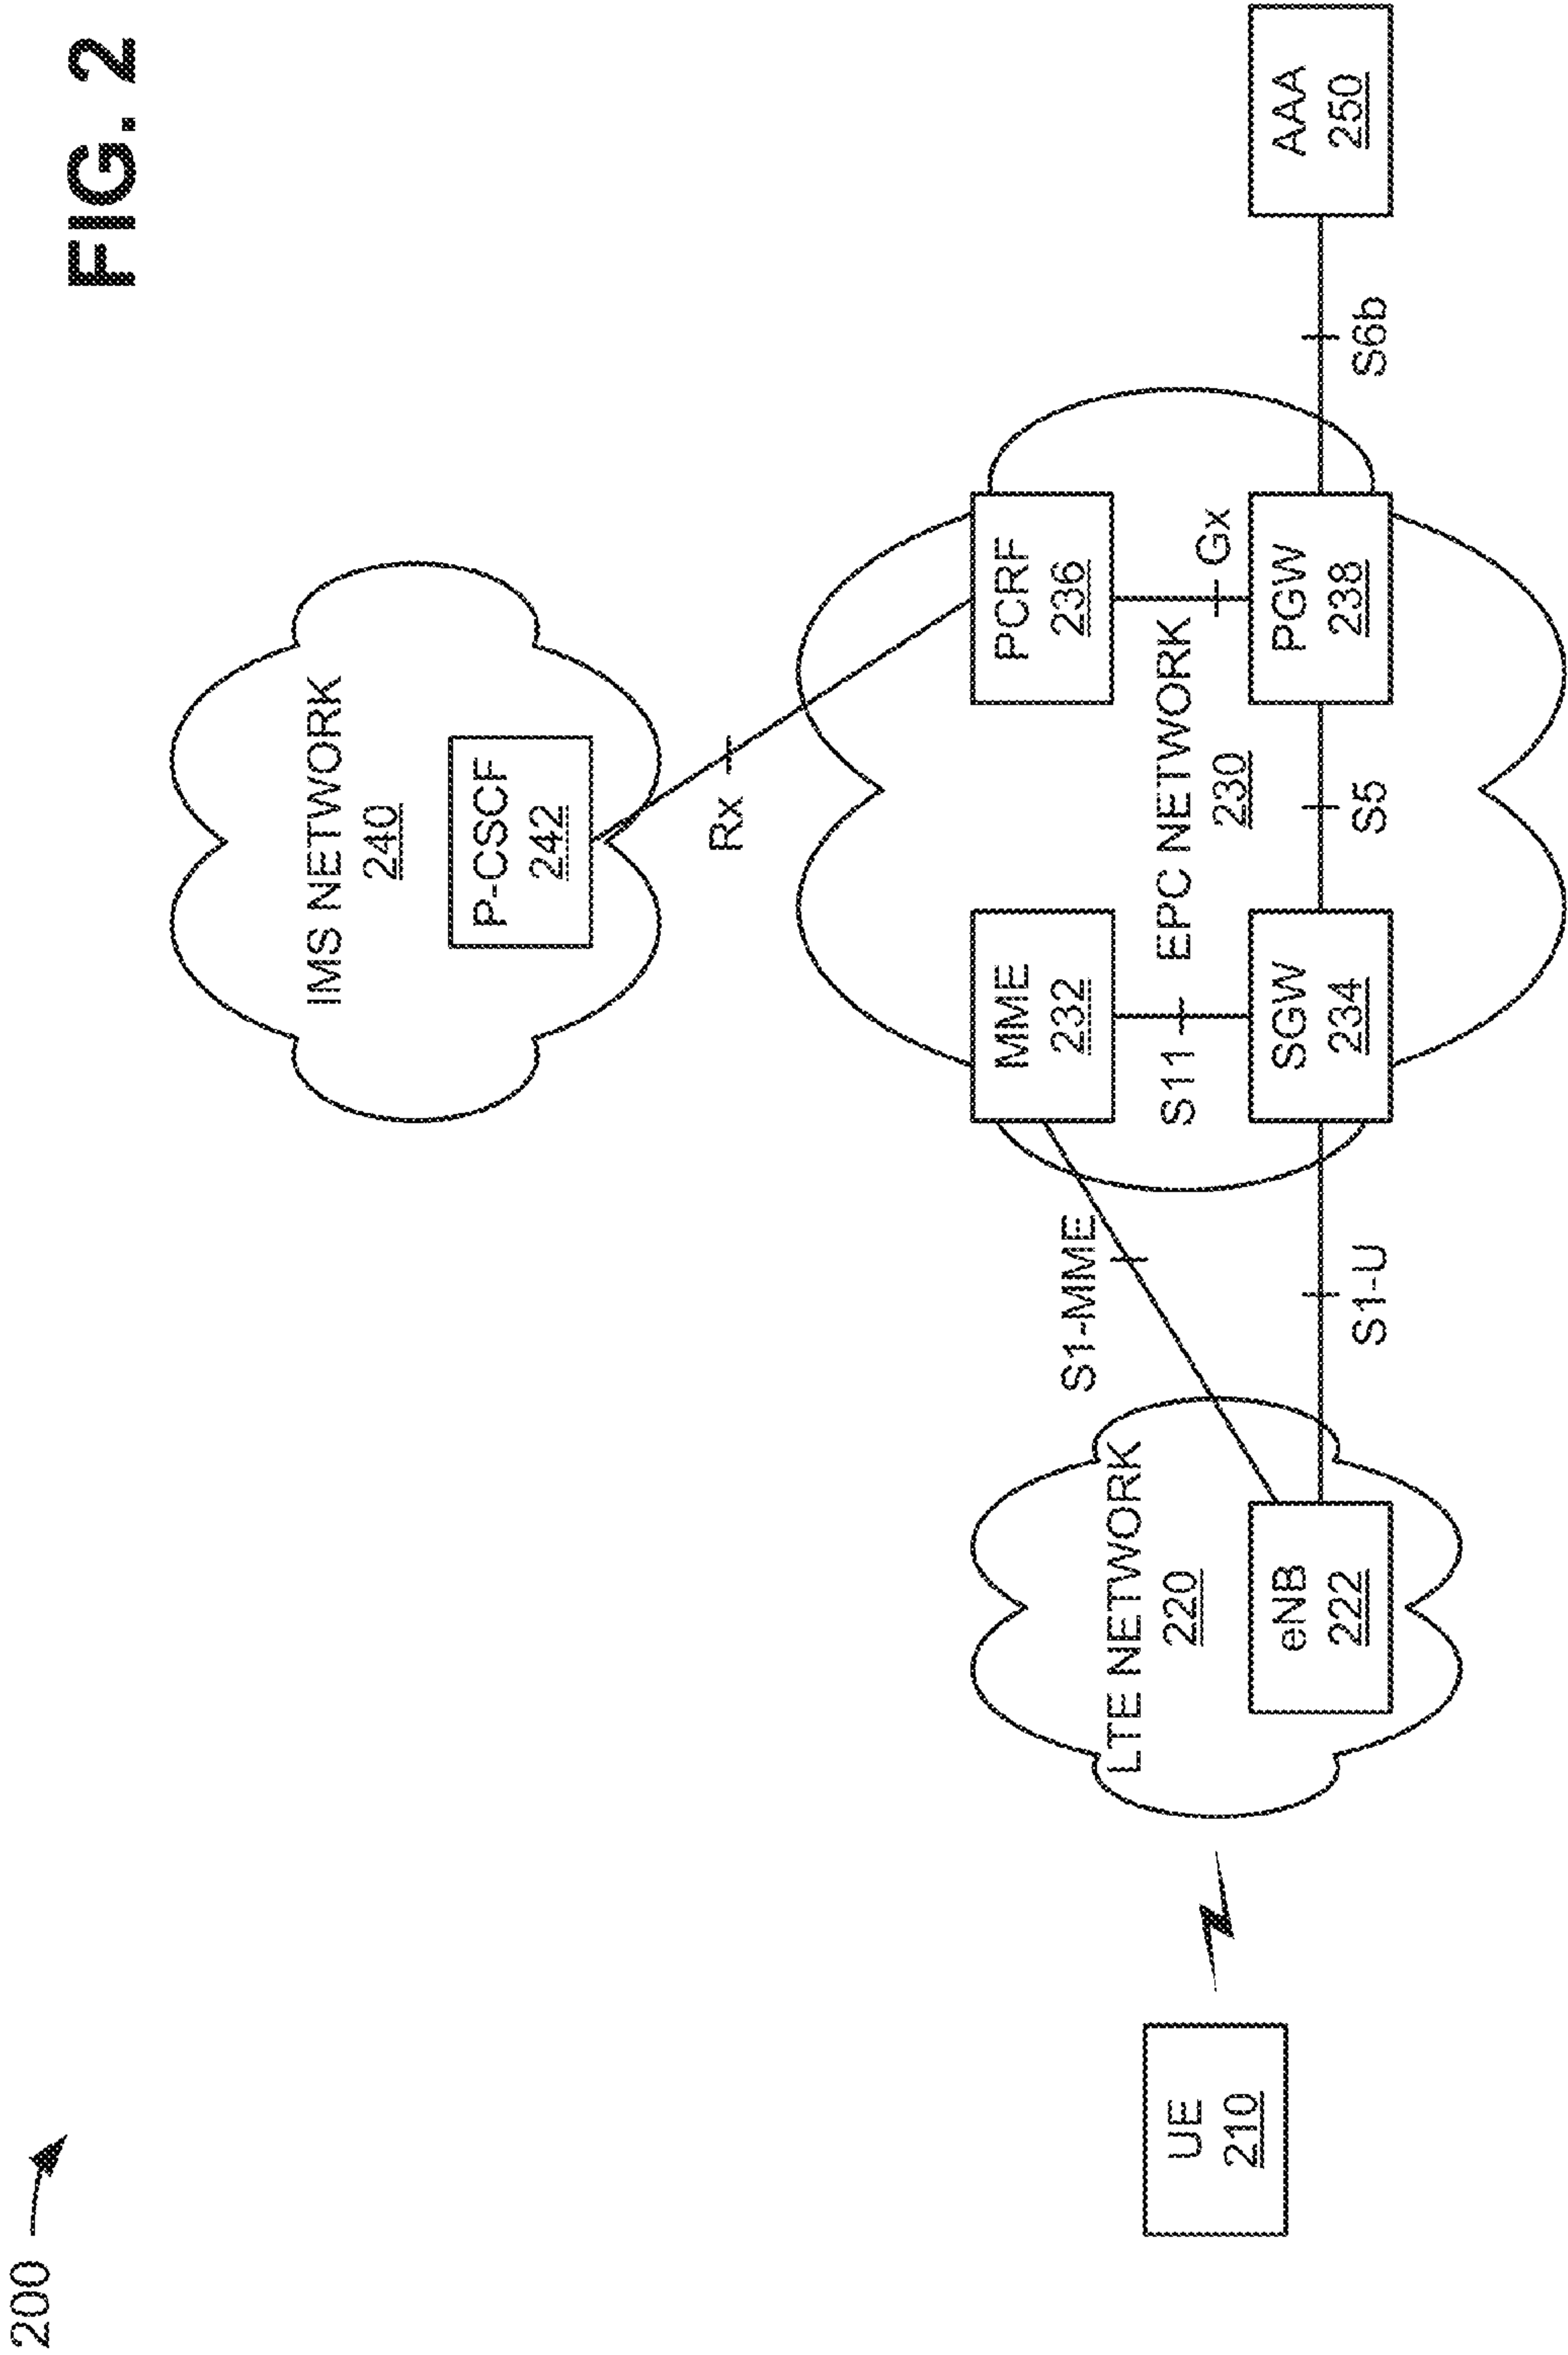 200
FIG. 2
IMS NETWORK
240
P-CSCF
242
Rx
LTE NETWORK
220
S1-MME
MME
232
PCRF
236
S11
EPC NETWORK
230
Gx
UE
210
eNB
222
S1-U
SGW
234
S5
PGW
238
S6b
AAA
250